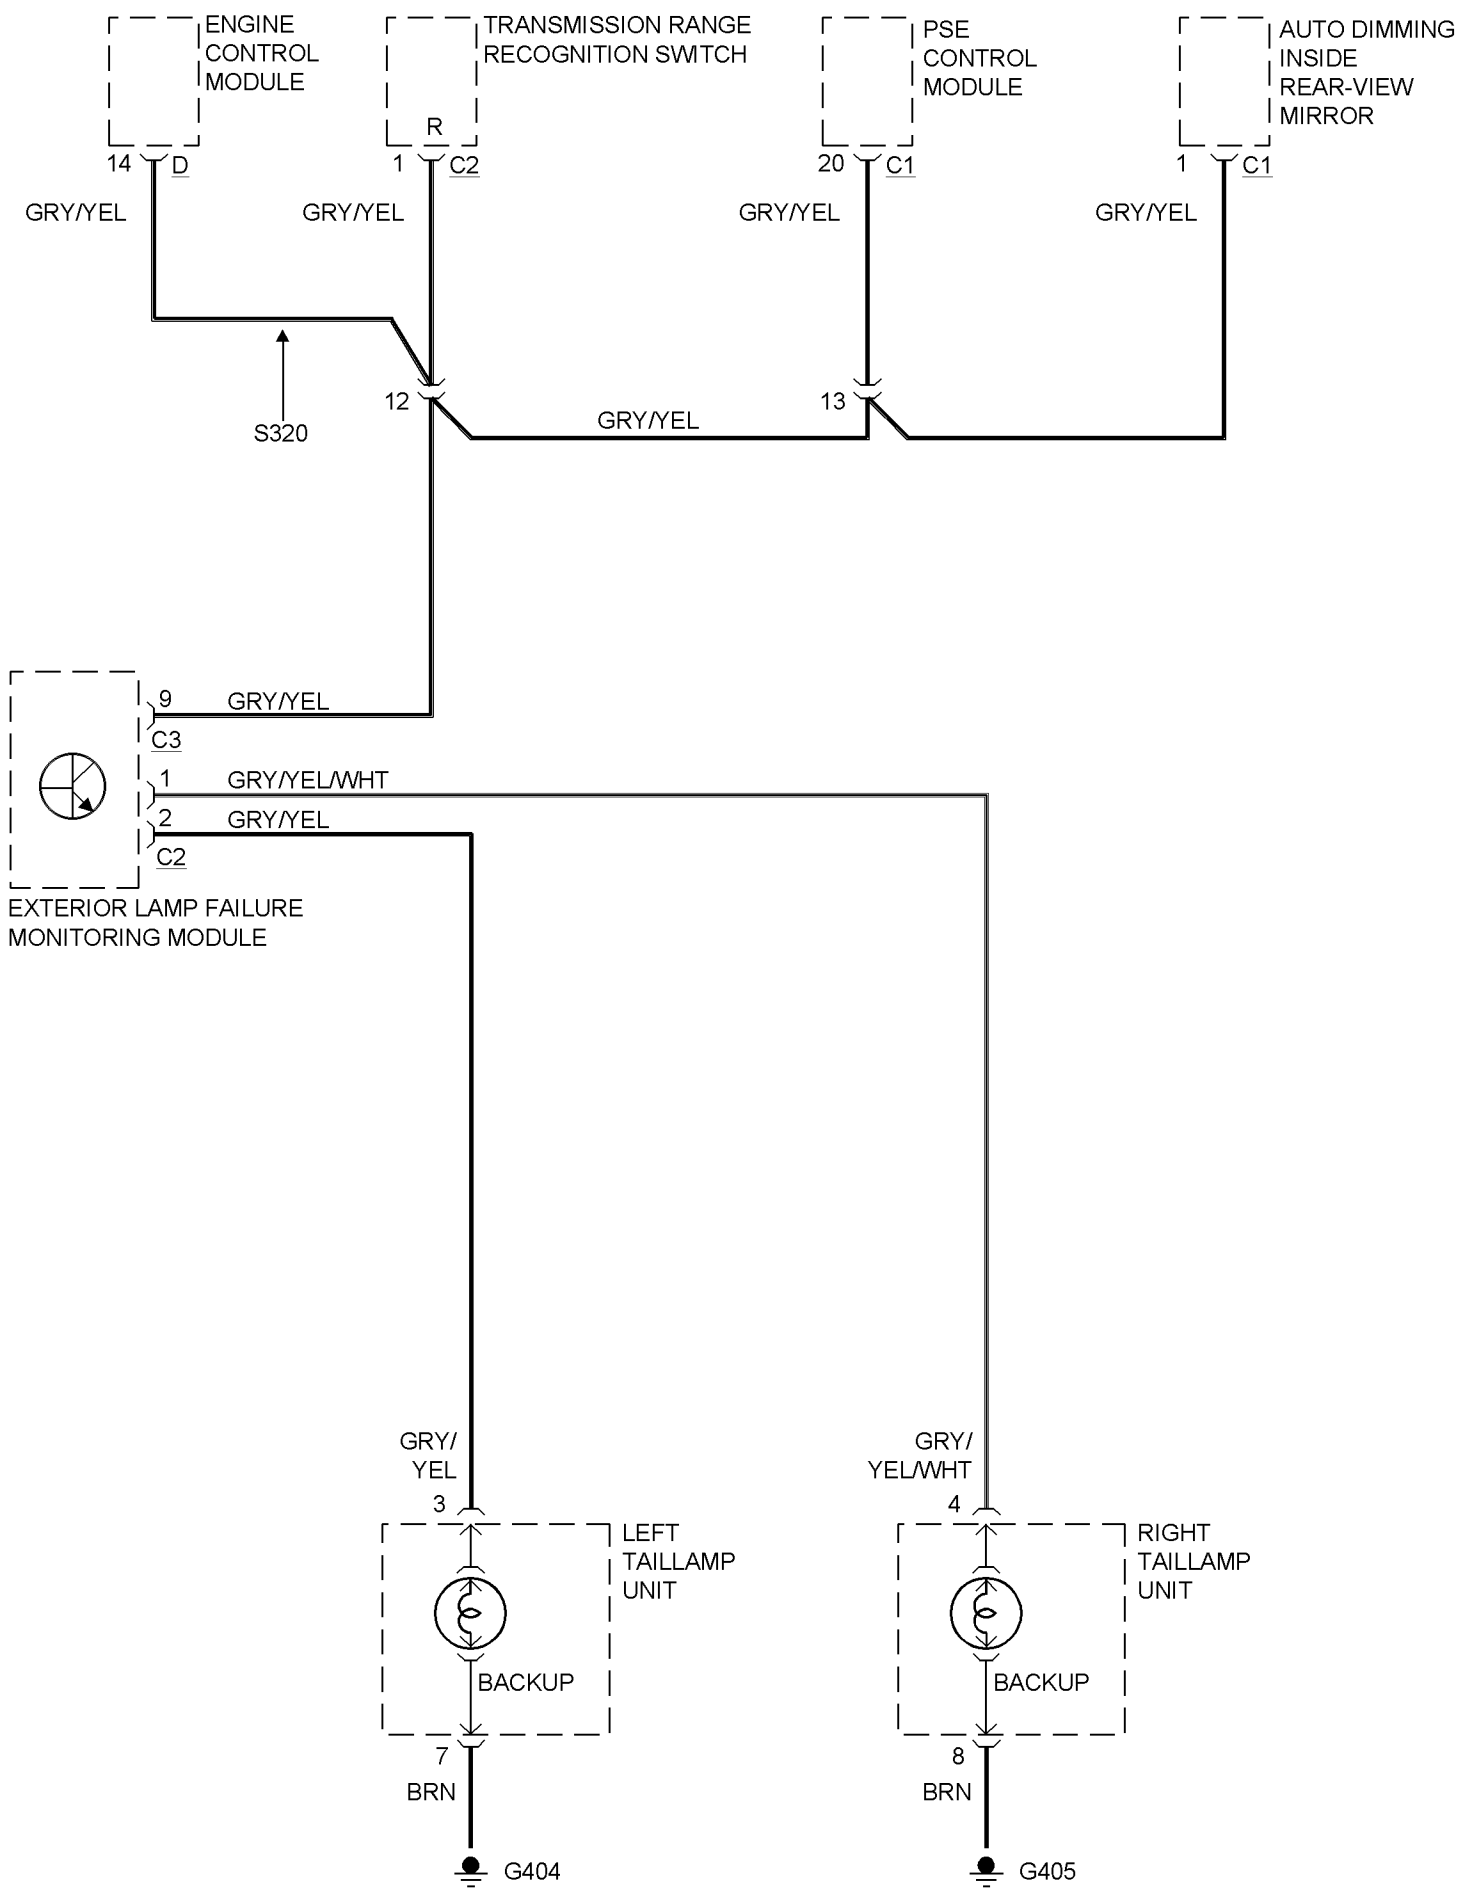 ENGINE
CONTROL
MODULE
TRANSMISSION RANGE
RECOGNITION SWITCH
PSE
CONTROL
MODULE
AUTO DIMMING
INSIDE
REAR-VIEW
MIRROR
R
14 D
1 C2
20 C1
1 C1
GRY/YEL
GRY/YEL
GRY/YEL
GRY/YEL
12
13
GRY/YEL
S320
9
GRY/YEL
C3
1
GRY/YEL/WHT
2
GRY/YEL
C2
EXTERIOR LAMP FAILURE
MONITORING MODULE
GRY/
YEL
3
GRY/
YEL/WHT
4
LEFT
TAILLAMP
UNIT
RIGHT
TAILLAMP
UNIT
BACKUP
BACKUP
7
BRN
8
BRN
G404
G405